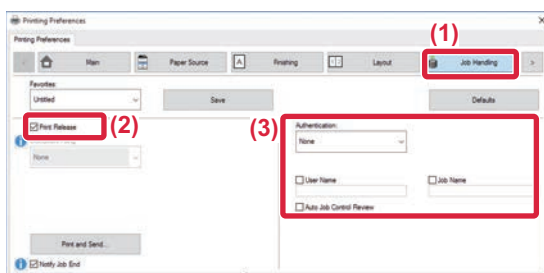 Printing Preferences
Printing Preferences
(1)
Main
Paper Source
A
Finishing
Layout
Job Handling
Favorites:
Untitled
Save
Defaults
Print Release
(2)
None
(3)
Authentication:
None
User Name
Job Name
Auto Job Control Review
Print and Send...
Notify Job End